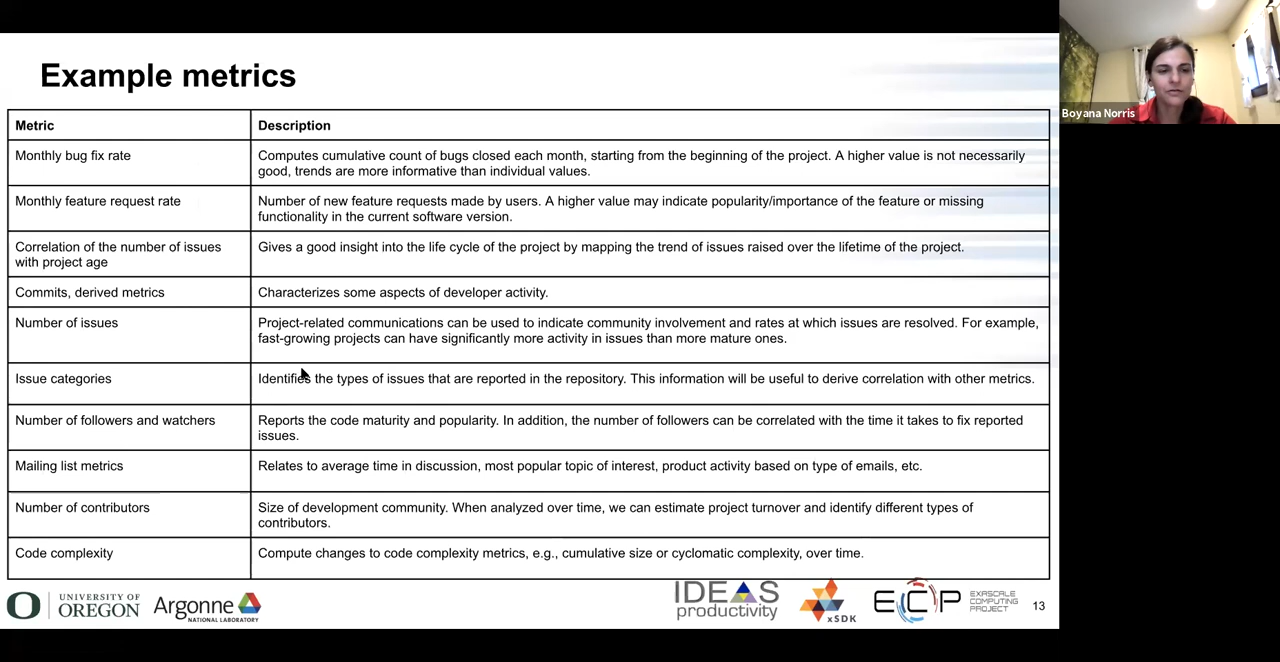 Example metrics
Metric
Description
Monthly bug fix rate
Computes cumulative count of bugs closed each month, starting from the beginning of the project. A higher value is not necessarily
good, trends are more informative than individual values.
Monthly feature request rate
Number of new feature requests made by users. A higher value may indicate popularity/importance of the feature or missing
functionality in the current software version.
Correlation of the number of issues
with project age
Gives a good insight into the life cycle of the project by mapping the trend of issues raised over the lifetime of the project.
Commits, derived metrics
Characterizes some aspects of developer activity.
Number of issues
Project-related communications can be used to indicate community involvement and rates at which issues are resolved. For example,
fast-growing projects can have significantly more activity in issues than more mature ones.
Issue categories
Identifies the types of issues that are reported in the repository. This information will be useful to derive correlation with other metrics.
Number of followers and watchers
Reports the code maturity and popularity. In addition, the number of followers can be correlated with the time it takes to fix reported
issues.
Mailing list metrics
Relates to average time in discussion, most popular topic of interest, product activity based on type of emails, etc.
Number of contributors
Size of development community. When analyzed over time, we can estimate project turnover and identify different types of
contributors.
Code complexity
Compute changes to code complexity metrics, e.g., cumulative size or cyclomatic complexity, over time.
O
UNIVERSITY OF
OREGON
Argonne
NATIONAL LABORATORY
IDEAS
productivity
xSDK
ECP
EXASCALE
COMPUTING
PROJECT
13
Boyana Norris